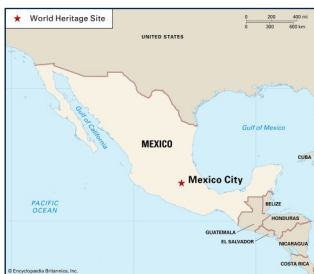 ★ World Heritage Site
0 200 400 mi
0 300 600 km
UNITED STATES
Gulf of California
Gulf of Mexico
MEXICO
CUBA
★ Mexico City
PACIFIC
OCEAN
BELIZE
HONDURAS
GUATEMALA
EL SALVADOR
NICARAGUA
COSTA RICA
© Encyclopædia Britannica, Inc.